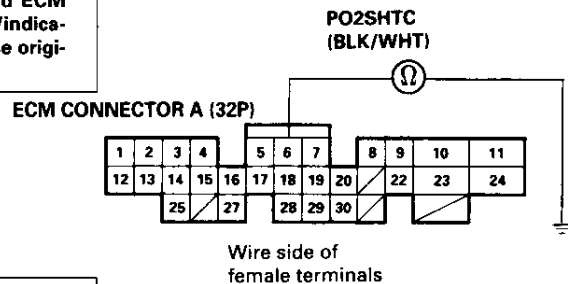 d ECM
/indica-
e origi-
PO2SHTC
(BLK/WHT)
Ω
ECM CONNECTOR A (32P)
1 2 3 4 5 6 7 8 9 10 11
12 13 14 15 16 17 18 19 20 22 23 24
25 27 28 29 30
Wire side of
female terminals